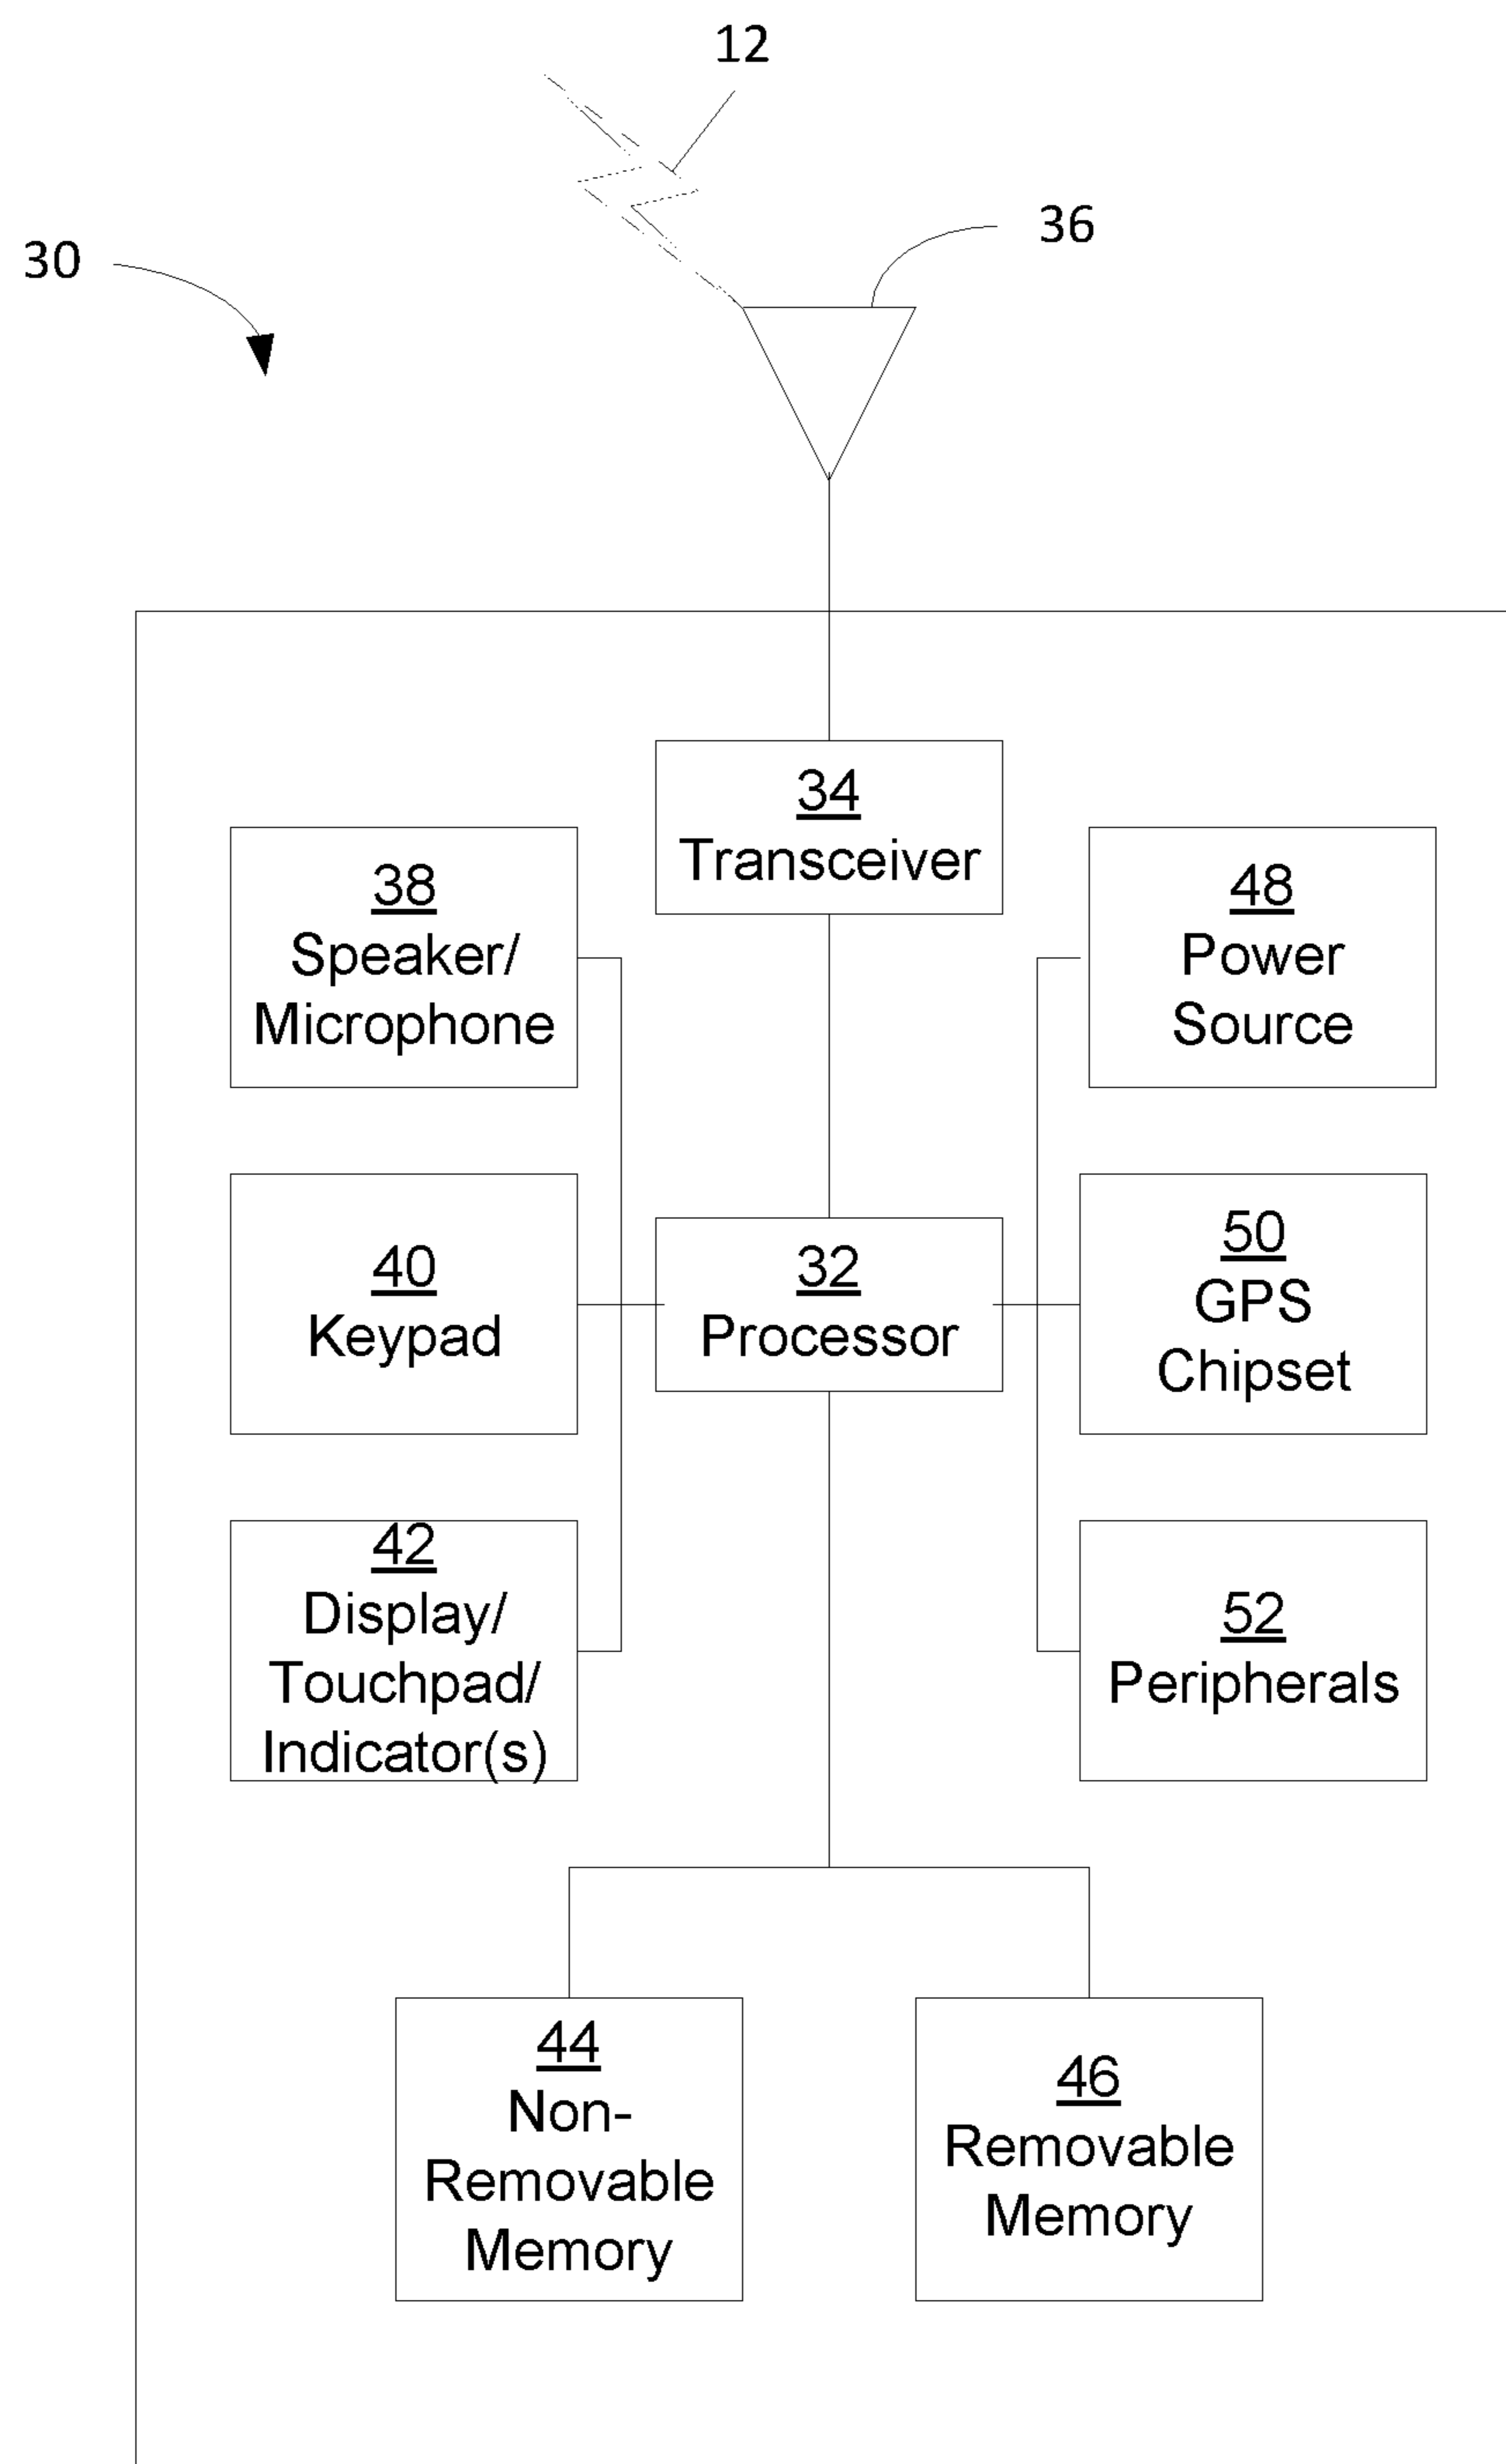 12
36
30
34
Transceiver
38
Speaker/
Microphone
48
Power
Source
40
Keypad
32
Processor
50
GPS
Chipset
42
Display/
Touchpad/
Indicator(s)
52
Peripherals
44
Non-
Removable
Memory
46
Removable
Memory